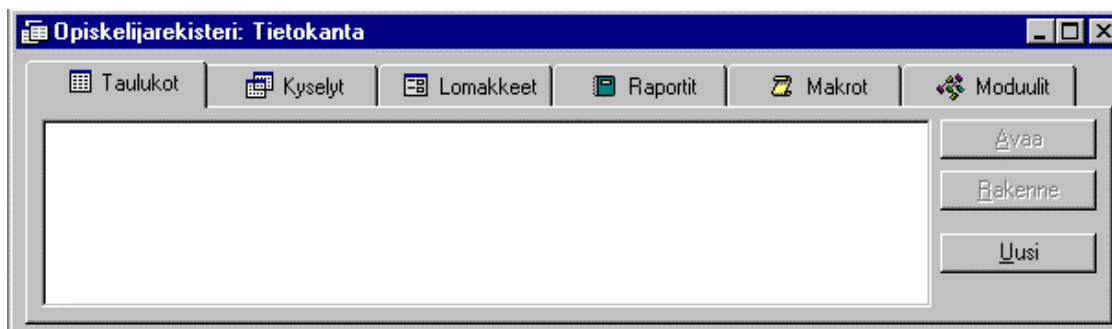 Opiskelijarekisteri: Tietokanta
Taulukot Kyselyt Lomakkeet Raportit Makrot Moduulit
Avaa
Rakenne
Uusi